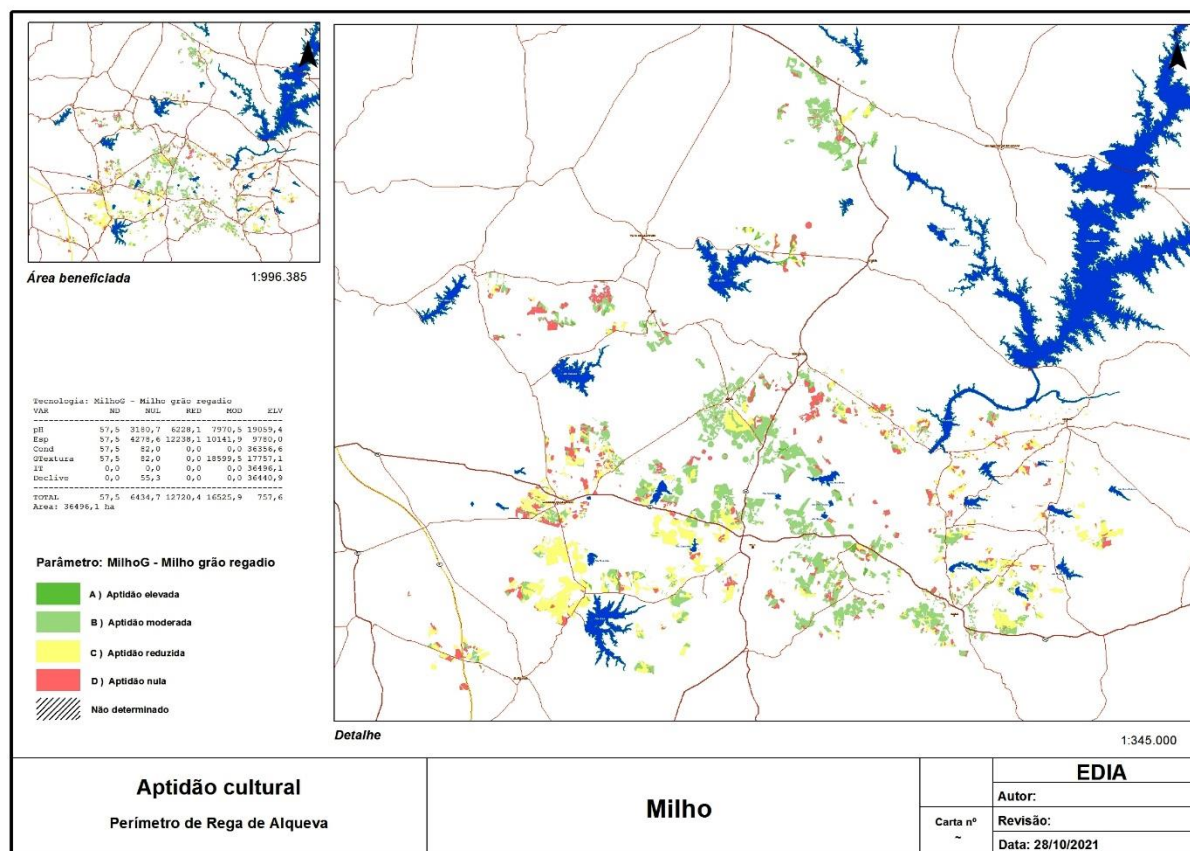 N
Área beneficiada
1:996.385
Tecnologia: MilhoG - Milho grão regadio
VAR ND NUL RED MOD ELV
pH 57,5 3180,7 6228,1 7970,5 19059,4
Esp 57,5 4278,6 12238,1 10141,9 9780,0
Cond 57,5 82,0 0,0 0,0 36356,6
GTextura 57,5 82,0 0,0 18599,5 17757,1
IT 0,0 0,0 0,0 0,0 36496,1
Declive 0,0 55,3 0,0 0,0 36440,9
TOTAL 57,5 6434,7 12720,4 16525,9 757,6
Area: 36496,1 ha
Parâmetro: MilhoG - Milho grão regadio
A ) Aptidão elevada
B ) Aptidão moderada
C ) Aptidão reduzida
D ) Aptidão nula
Não determinado
Detalhe
1:345.000
Aptidão cultural
Perímetro de Rega de Alqueva
Milho
Carta nº
~
EDIA
Autor:
Revisão:
Data: 28/10/2021